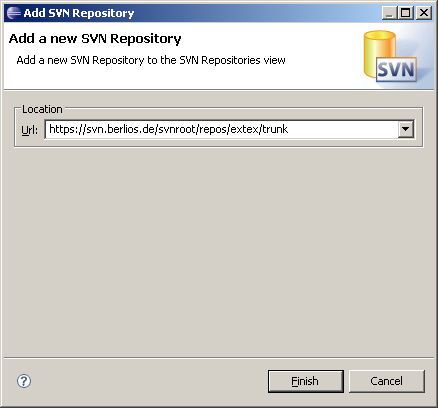 Add SVN Repository
Add a new SVN Repository
Add a new SVN Repository to the SVN Repositories view
SVN
Location
Url: https://svn.berlios.de/svnroot/repos/extex/trunk
?
Finish Cancel